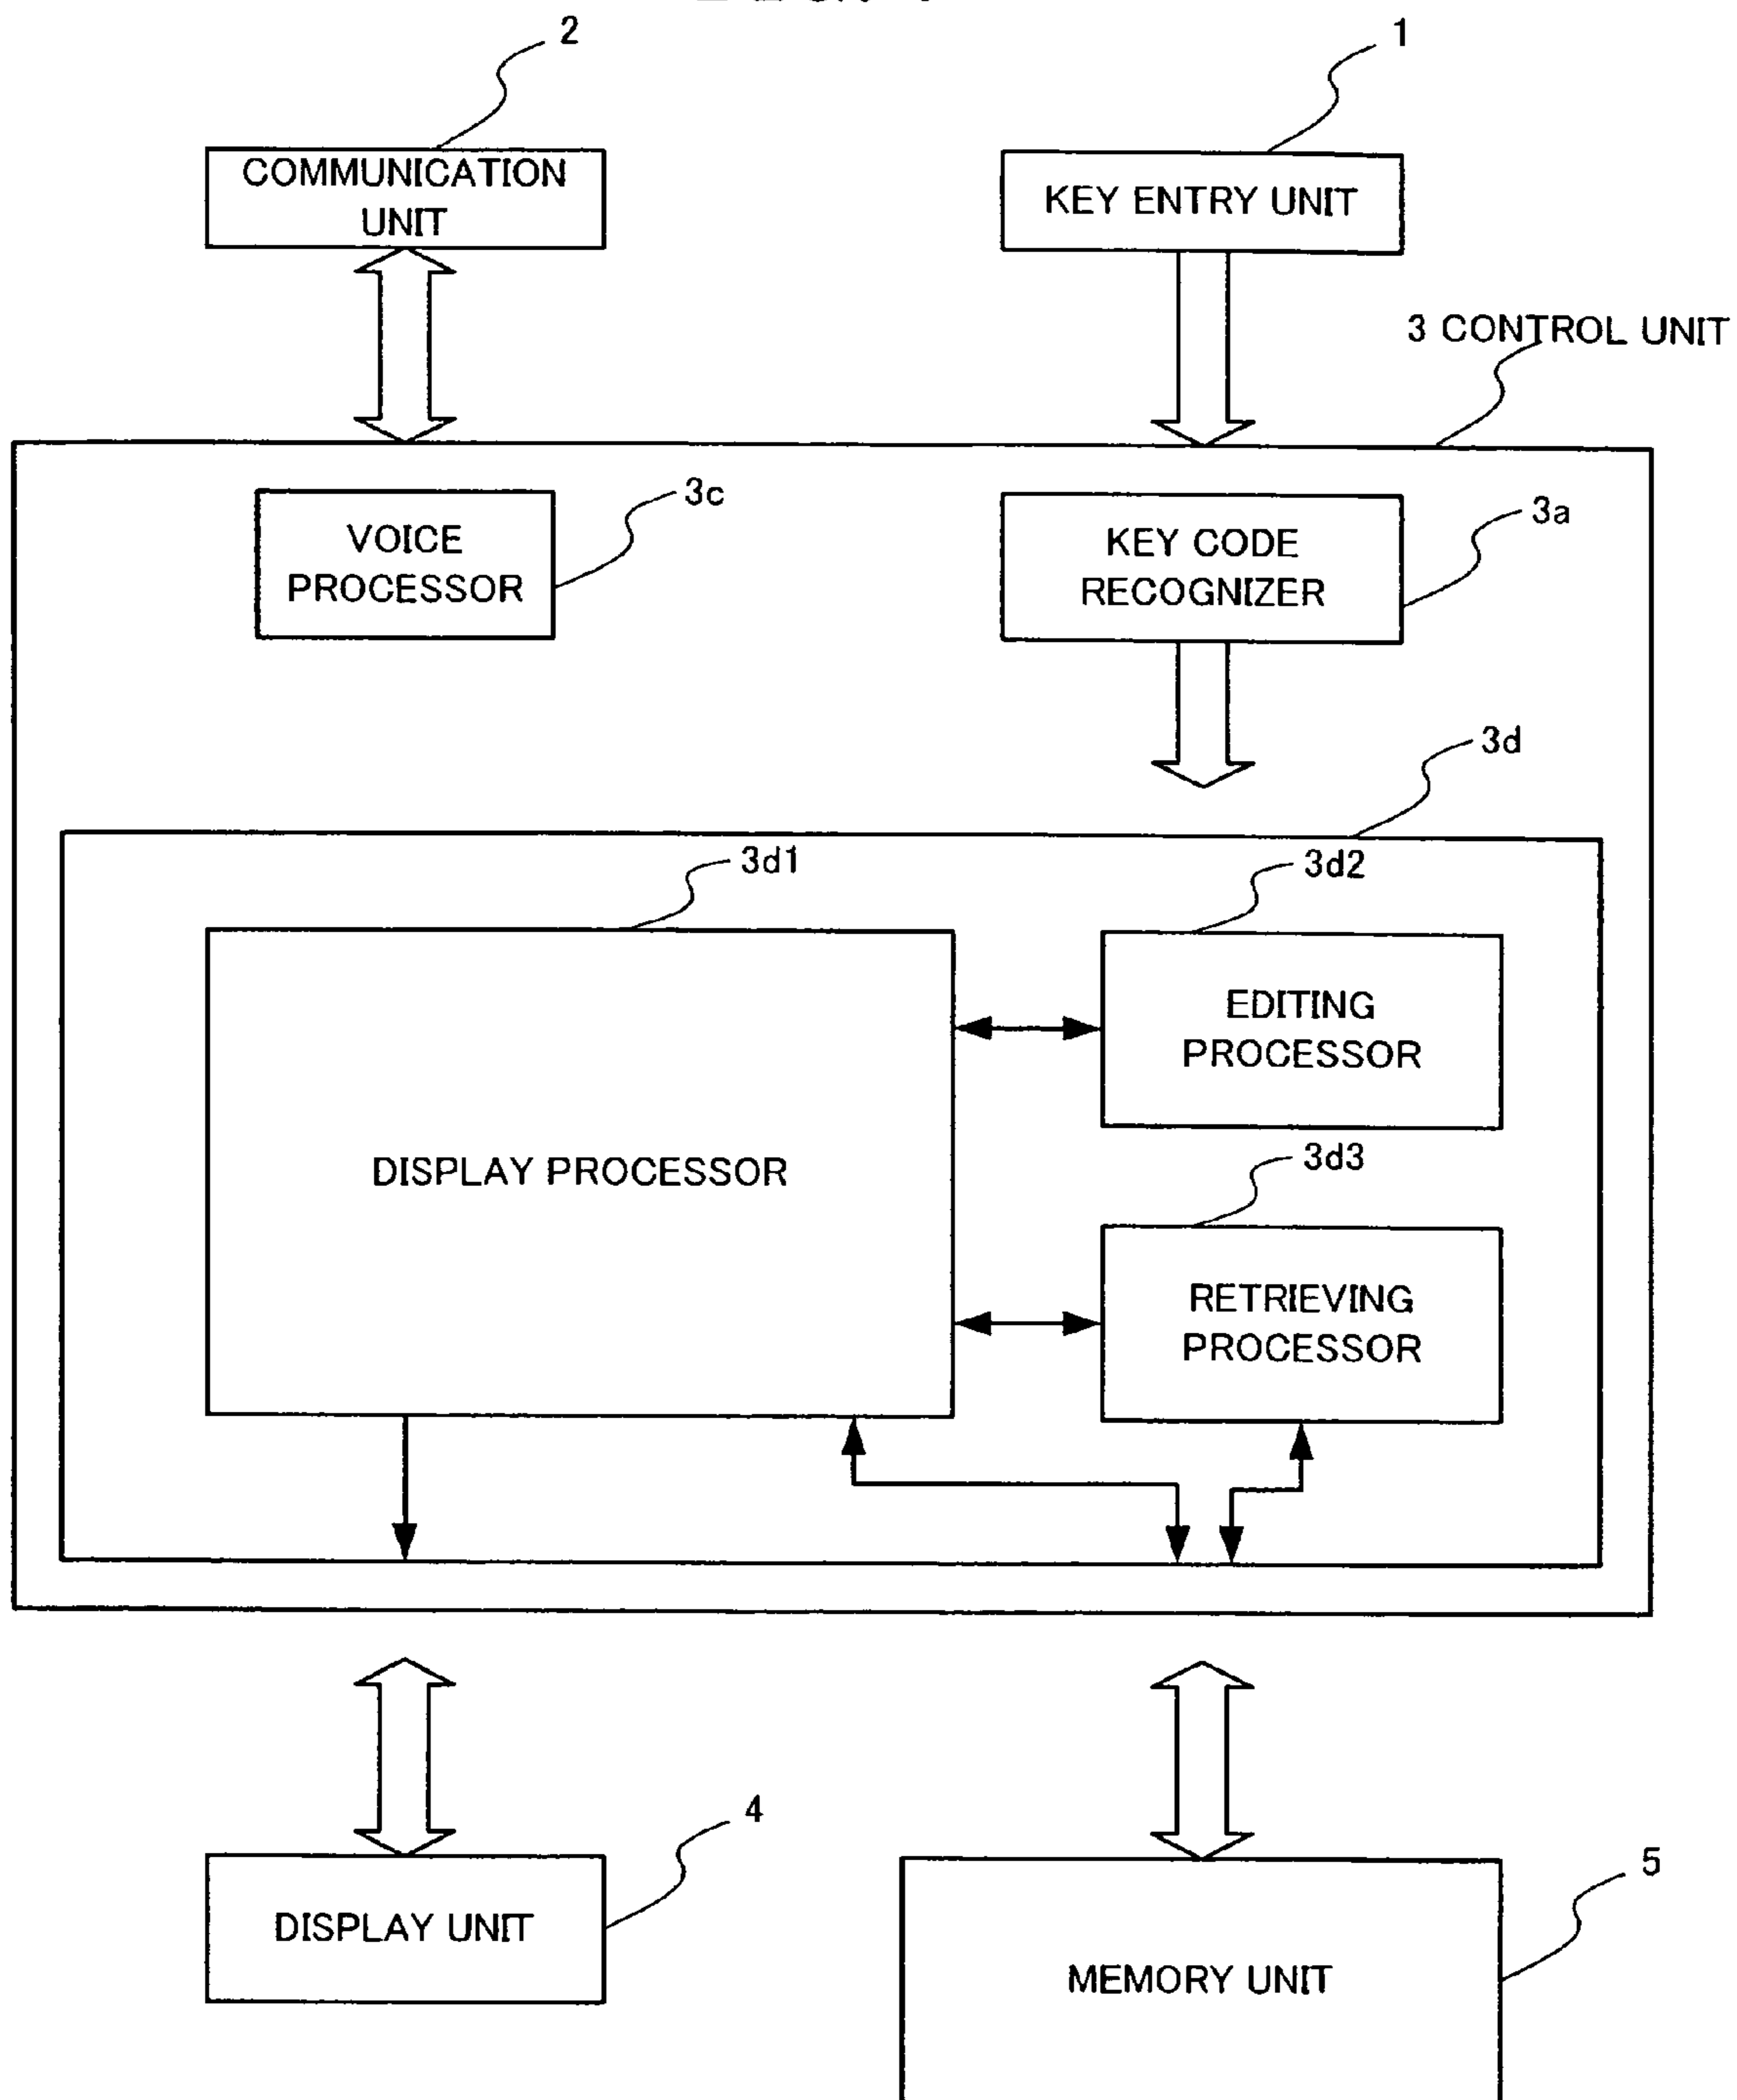 2
1
COMMUNICATION
UNIT
KEY ENTRY UNIT
3 CONTROL UNIT
3c
VOICE
PROCESSOR
3a
KEY CODE
RECOGNIZER
3d
3d1
3d2
EDITING
PROCESSOR
DISPLAY PROCESSOR
3d3
RETRIEVING
PROCESSOR
4
DISPLAY UNIT
5
MEMORY UNIT